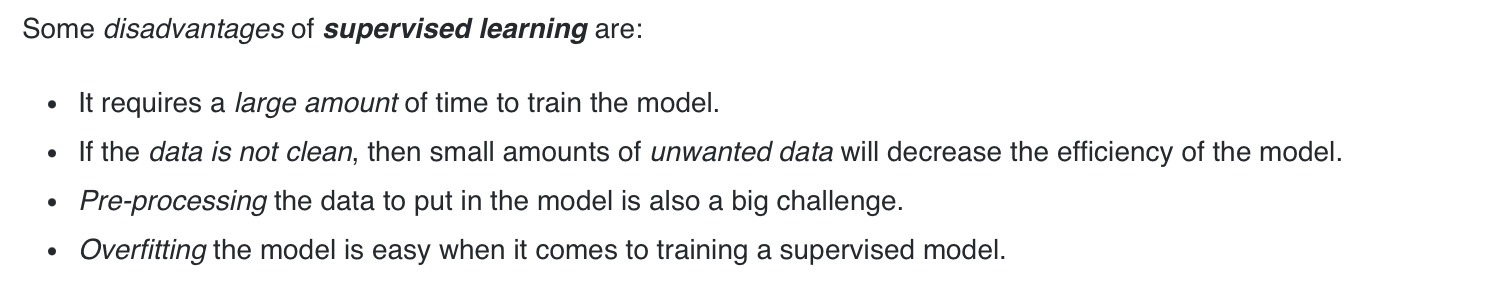 Some disadvantages of supervised learning are:
• It requires a large amount of time to train the model.
• If the data is not clean, then small amounts of unwanted data will decrease the efficiency of the model.
• Pre-processing the data to put in the model is also a big challenge.
• Overfitting the model is easy when it comes to training a supervised model.